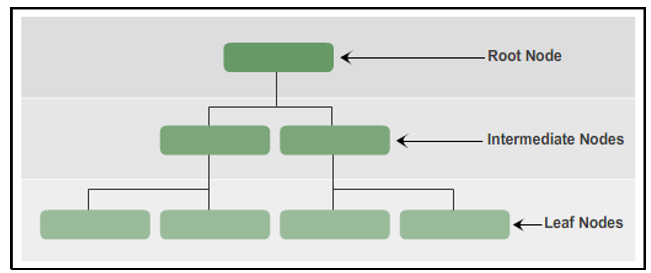 Root Node
Intermediate Nodes
Leaf Nodes